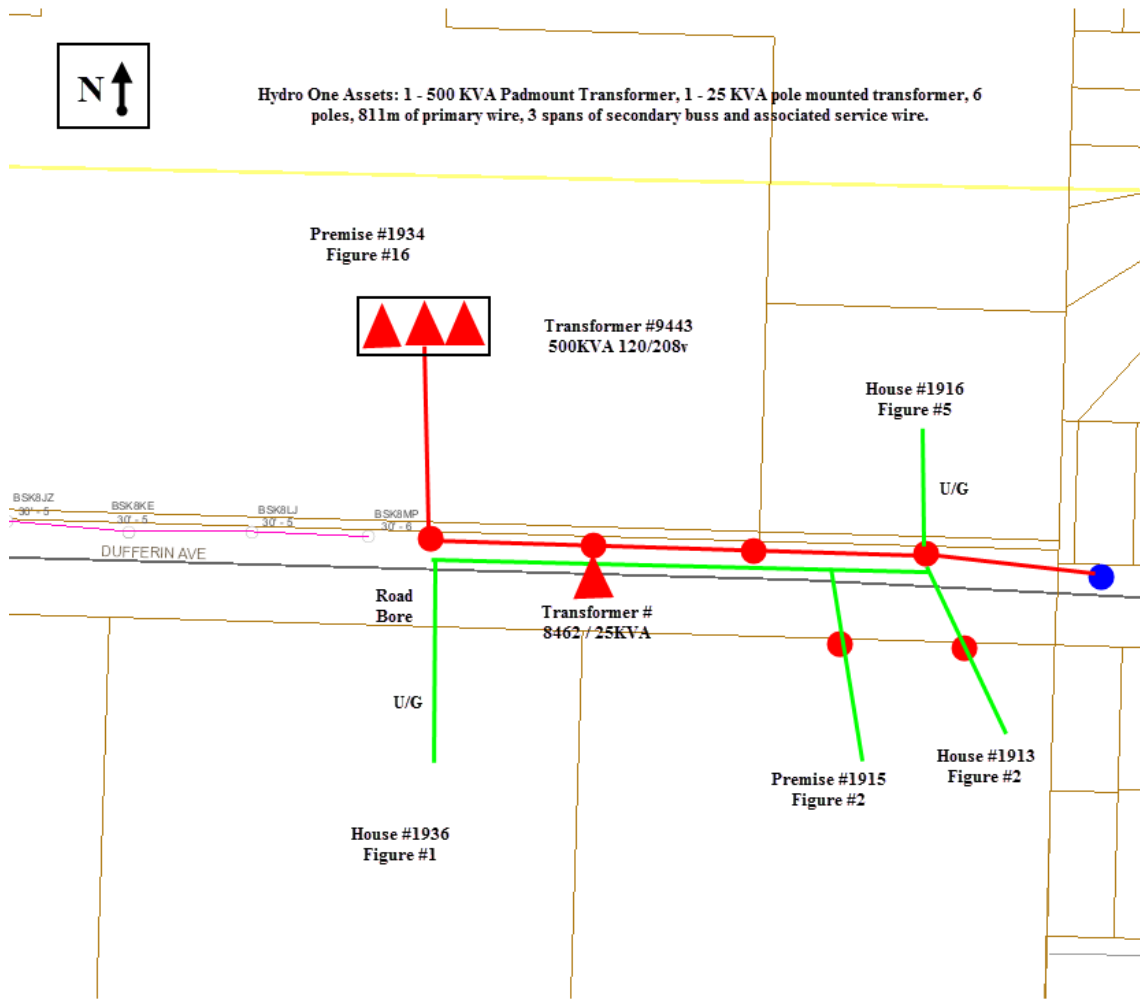 N
Hydro One Assets: 1 - 500 KVA Padmount Transformer, 1 - 25 KVA pole mounted transformer, 6
poles, 811m of primary wire, 3 spans of secondary buss and associated service wire.
Premise #1934
Figure #16
Transformer #9443
500KVA 120/208v
House #1916
Figure #5
U/G
BSK8JZ
30' - 5
BSK8KE
30' - 5
BSK8LJ
30' - 5
BSK8MP
30' - 6
DUFFERIN AVE
Road
Bore
Transformer #
8462 / 25KVA
U/G
House #1913
Figure #2
Premise #1915
Figure #2
House #1936
Figure #1